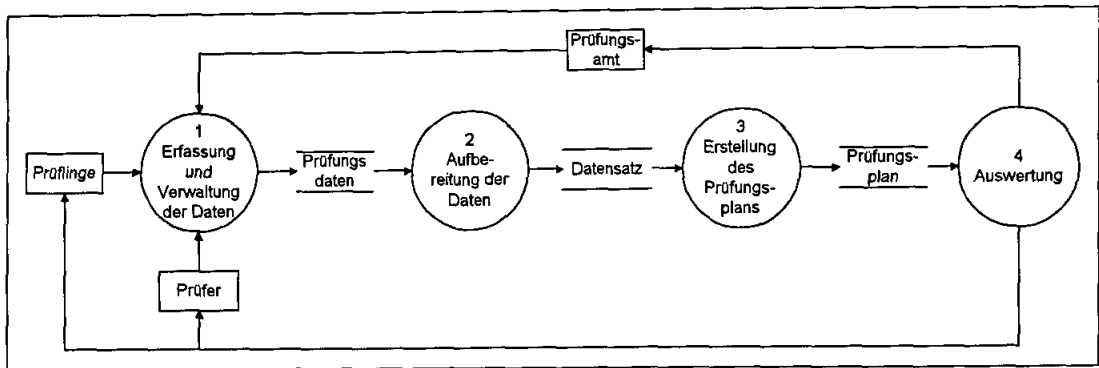 Prüfungs-
amt
Prüflinge
1
Erfassung
und
Verwaltung
der Daten
Prüfungs
daten
2
Aufbe-
reitung der
Daten
Datensatz
3
Erstellung
des
Prüfungs-
plans
Prüfungs-
plan
4
Auswertung
Prüfer